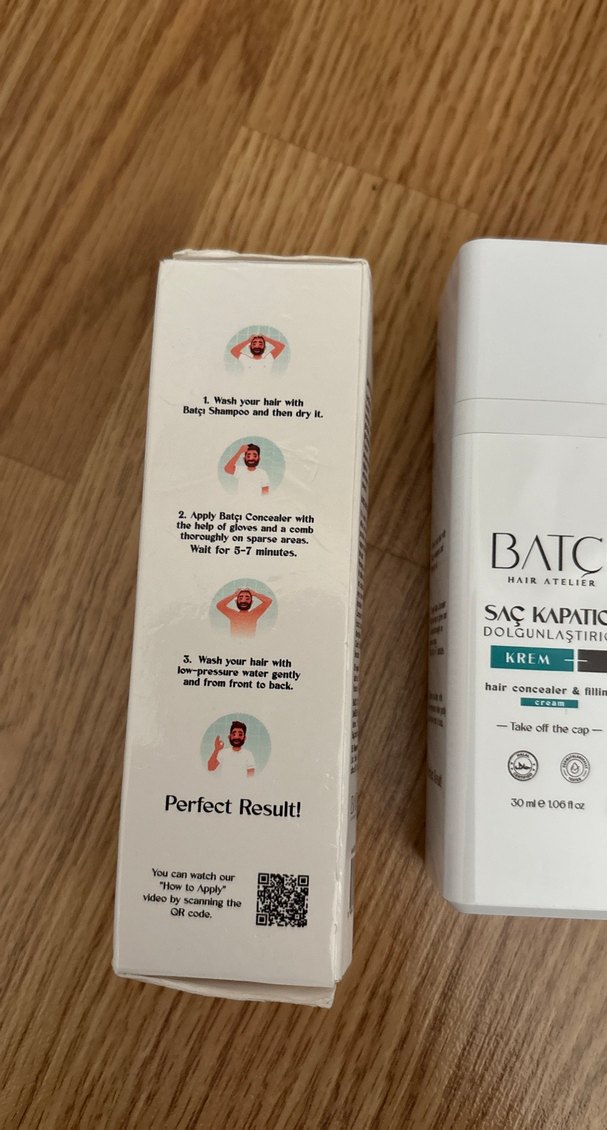 1. Wash your hair with
Batçı Shampoo and then dry it.
2. Apply Batçı Concealer with
the help of gloves and a comb
thoroughly on sparse areas.
Wait for 5-7 minutes.
3. Wash your hair with
low-pressure water gently
and from front to back.
Perfect Result!
You can watch our
"How to Apply"
video by scanning the
QR code.
BATÇ
HAIR ATELIER
SAÇ KAPATIC
DOLGUNLAŞTIRIC
KREM
hair concealer & fillin
cream
— Take off the cap —
HALAL
CERTIFIED
30 ml e 1.06 fl oz